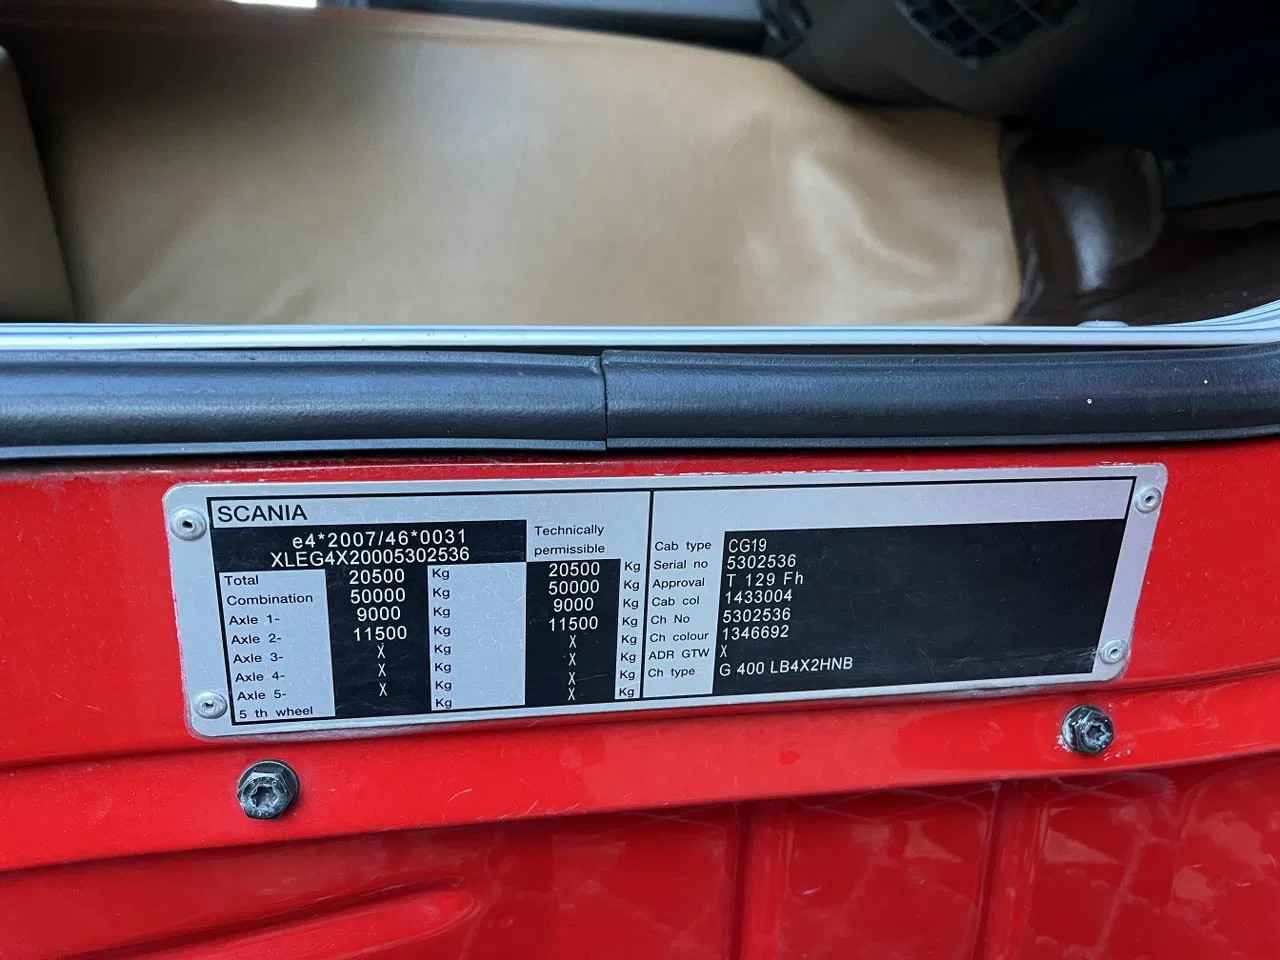 SCANIA
e4*2007/46*0031
XLEG4X20005302536
Technically
permissible
Total 20500 Kg 20500 Kg
Combination 50000 Kg 50000 Kg
Axle 1- 9000 Kg 9000 Kg
Axle 2- 11500 Kg 11500 Kg
Axle 3- X Kg X Kg
Axle 4- X Kg X Kg
Axle 5- X Kg X Kg
5 th wheel Kg X Kg
Cab type CG19
Serial no 5302536
Approval T 129 Fh
Cab col 1433004
Ch No 5302536
Ch colour 1346692
ADR GTW X
Ch type G 400 LB4X2HNB